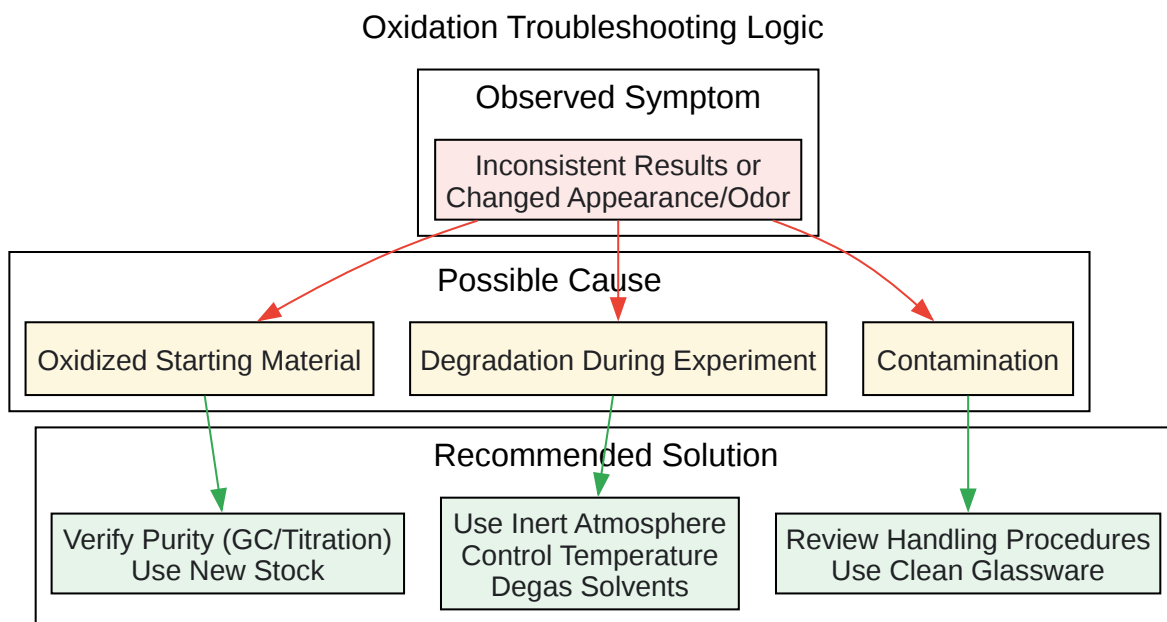 Oxidation Troubleshooting Logic
Observed Symptom
Inconsistent Results or
Changed Appearance/Odor
Possible Cause
Oxidized Starting Material
Degradation During Experiment
Contamination
Recommended Solution
Verify Purity (GC/Titration)
Use New Stock
Use Inert Atmosphere
Control Temperature
Degas Solvents
Review Handling Procedures
Use Clean Glassware